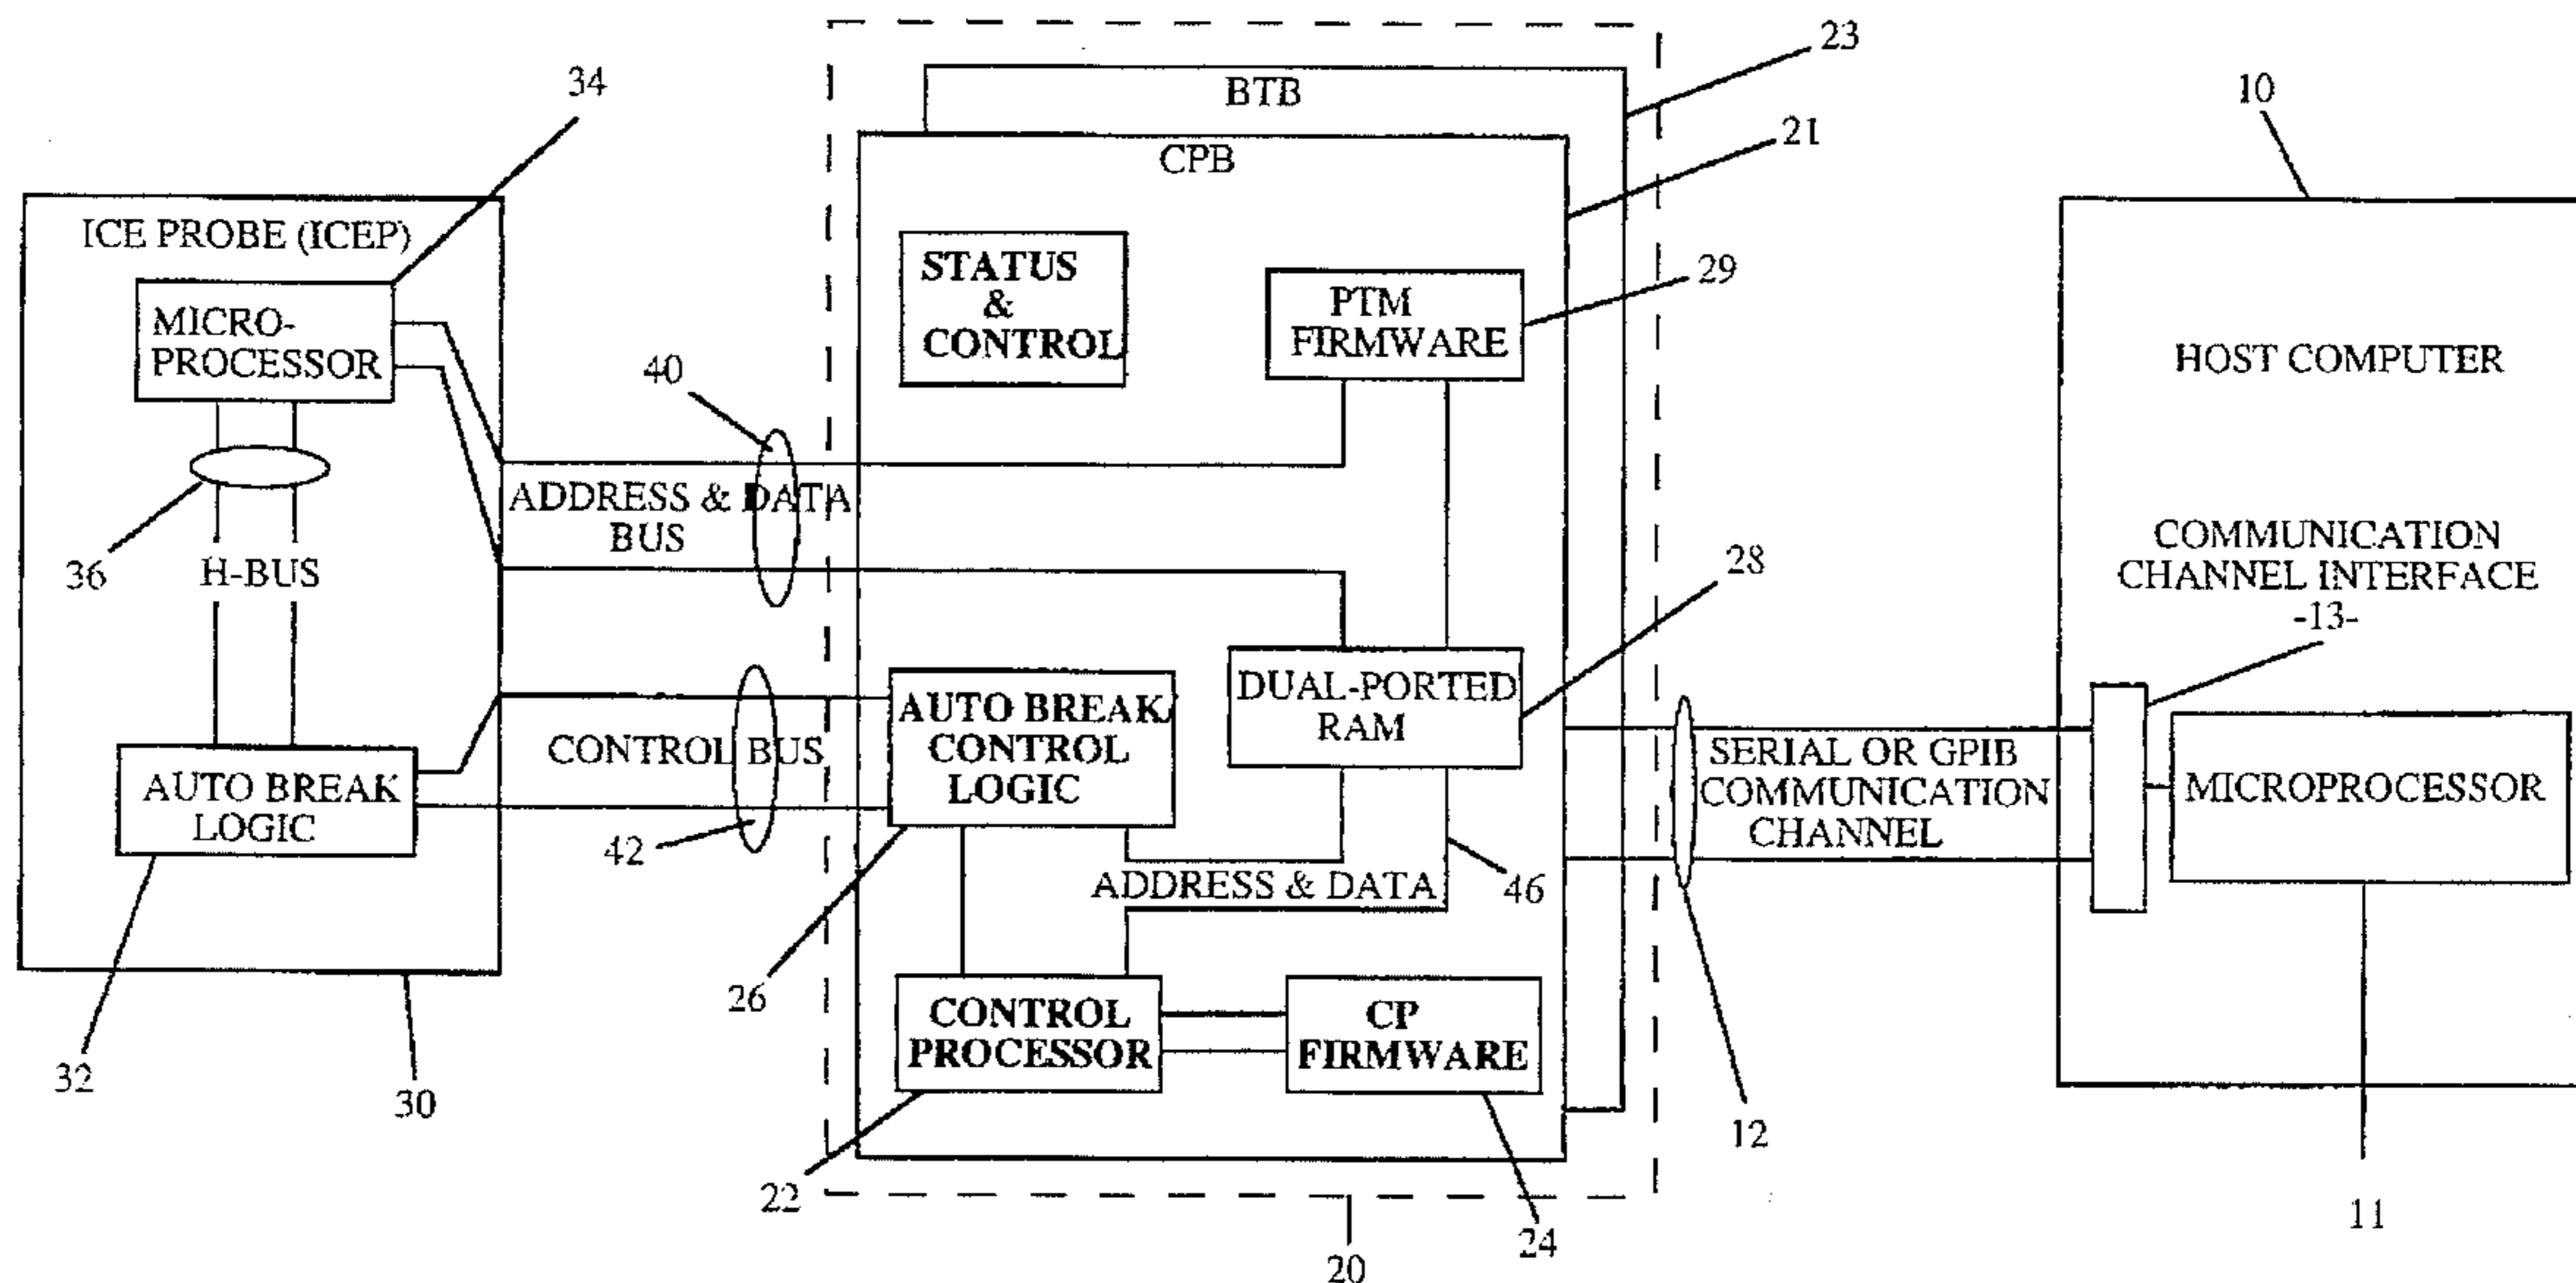 34
ICE PROBE (ICEP)
MICRO-
PROCESSOR
36
H-BUS
AUTO BREAK
LOGIC
32
30
40
ADDRESS & DATA
BUS
CONTROL BUS
42
23
BTB
21
CPB
STATUS
&
CONTROL
29
PTM
FIRMWARE
28
DUAL-PORTED
RAM
AUTO BREAK
CONTROL
LOGIC
ADDRESS & DATA
46
26
CONTROL
PROCESSOR
CP
FIRMWARE
22
24
20
12
SERIAL OR GPIB
COMMUNICATION
CHANNEL
10
HOST COMPUTER
COMMUNICATION
CHANNEL INTERFACE
-13-
MICROPROCESSOR
11